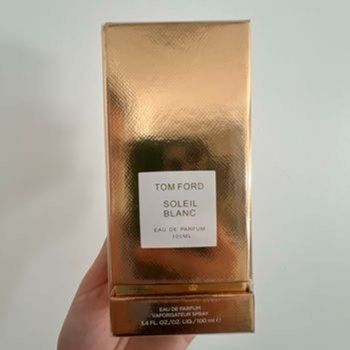 TOM FORD
SOLEIL
BLANC
EAU DE PARFUM
100ML
EAU DE PARFUM
VAPORISATEUR SPRAY
3.4 FL. OZ./OZ. LIQ./100 ml ℮